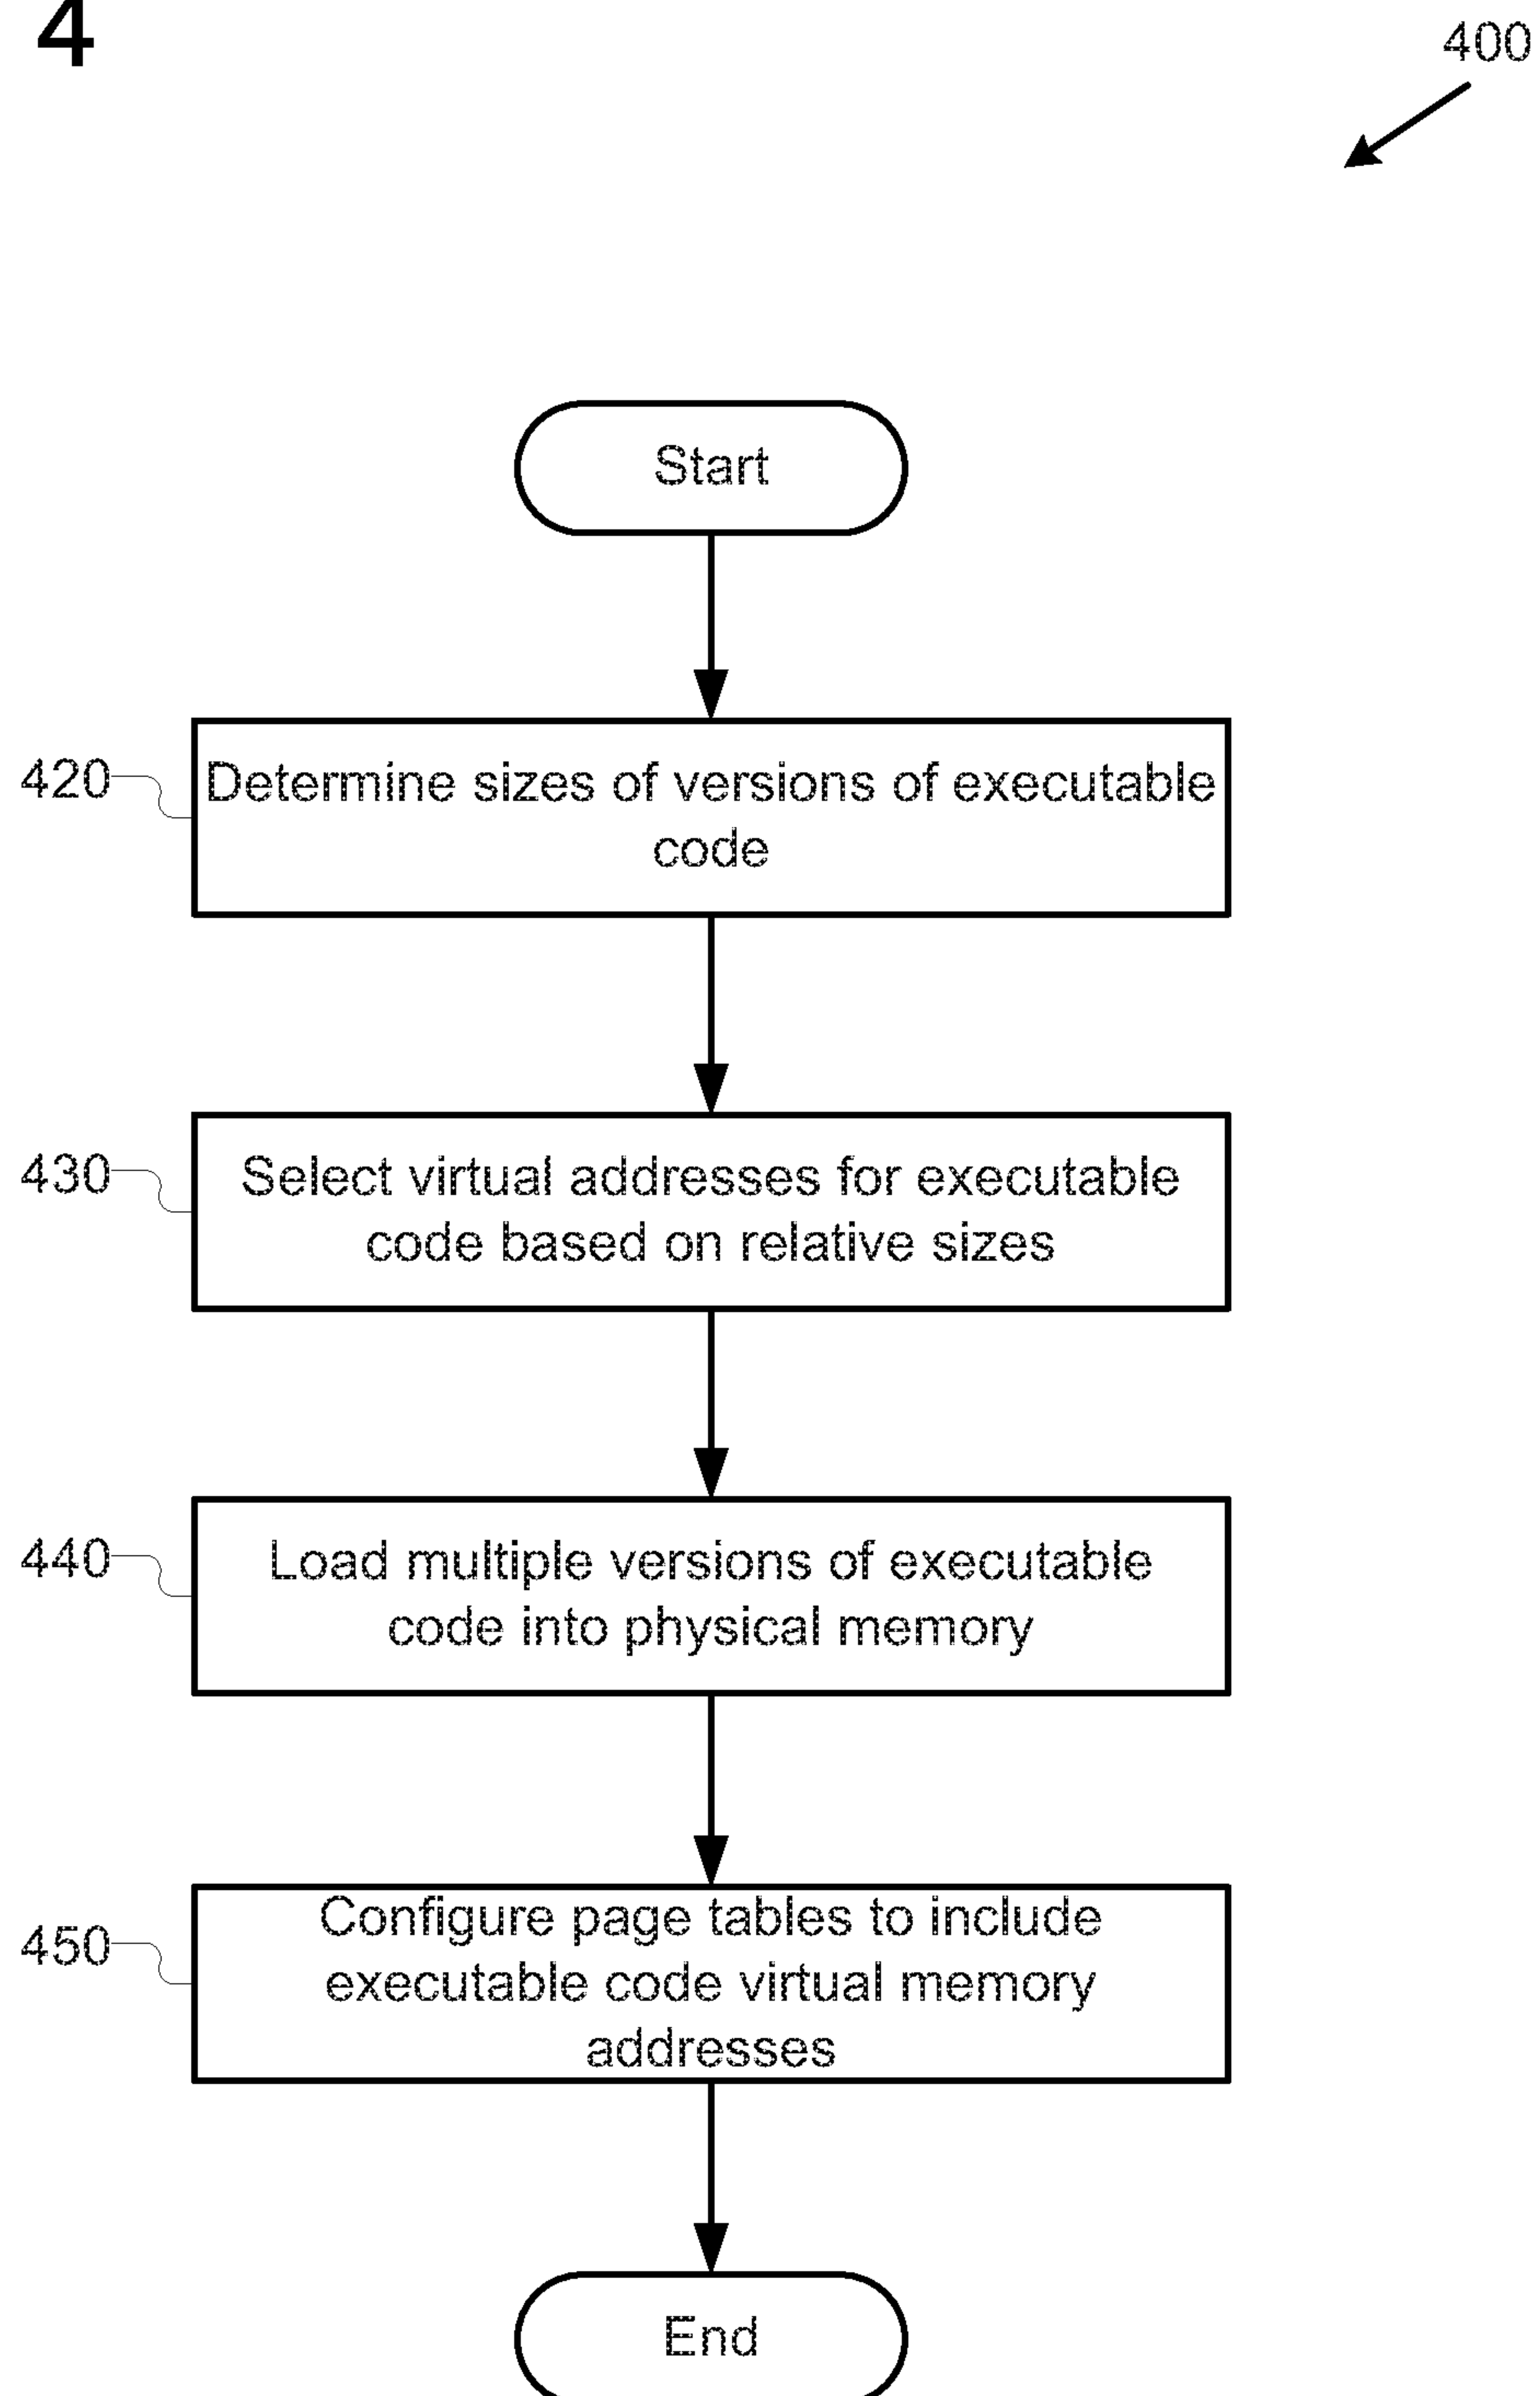 4
400
Start
420
Determine sizes of versions of executable
code
430
Select virtual addresses for executable
code based on relative sizes
440
Load multiple versions of executable
code into physical memory
450
Configure page tables to include
executable code virtual memory
addresses
End